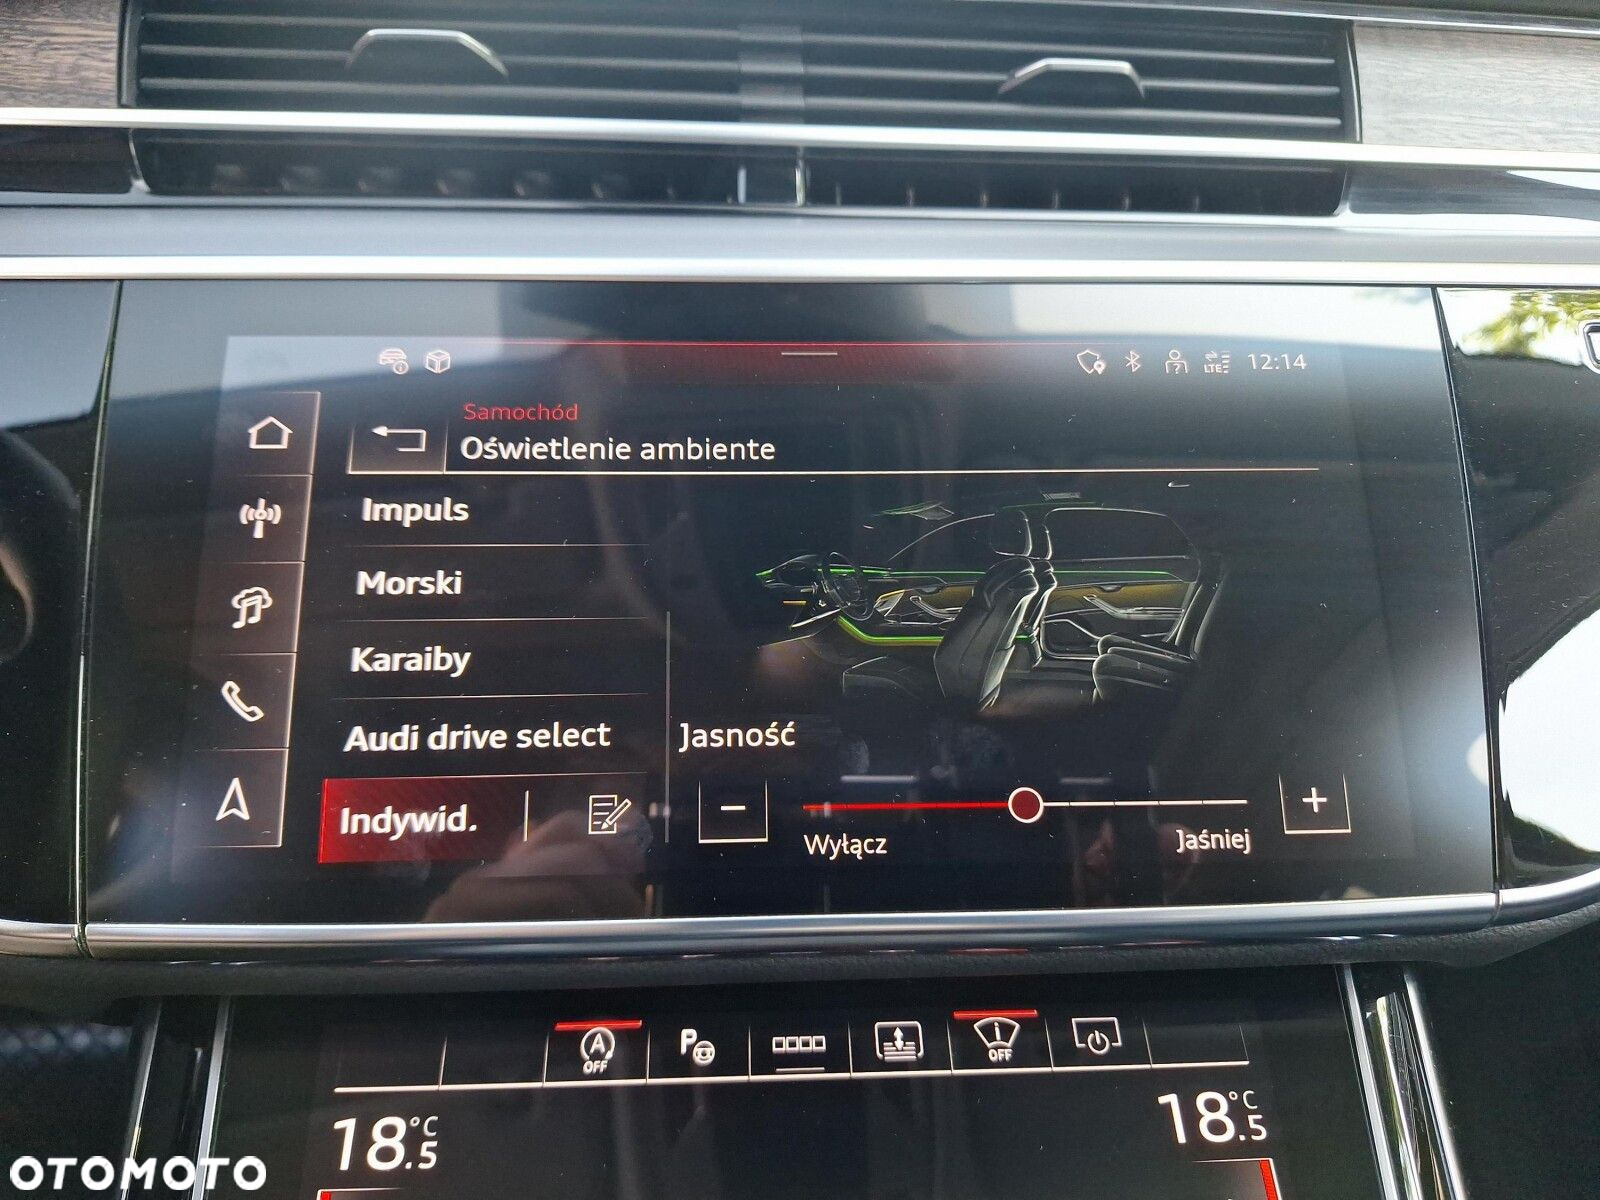 LTE
12:14
Samochód
Oświetlenie ambiente
Impuls
Morski
Karaiby
Audi drive select
Indywid.
Jasność
Wyłącz
Jaśniej
A
OFF
P
OFF
18.5 °C
18.5 °C
OTOMOTO